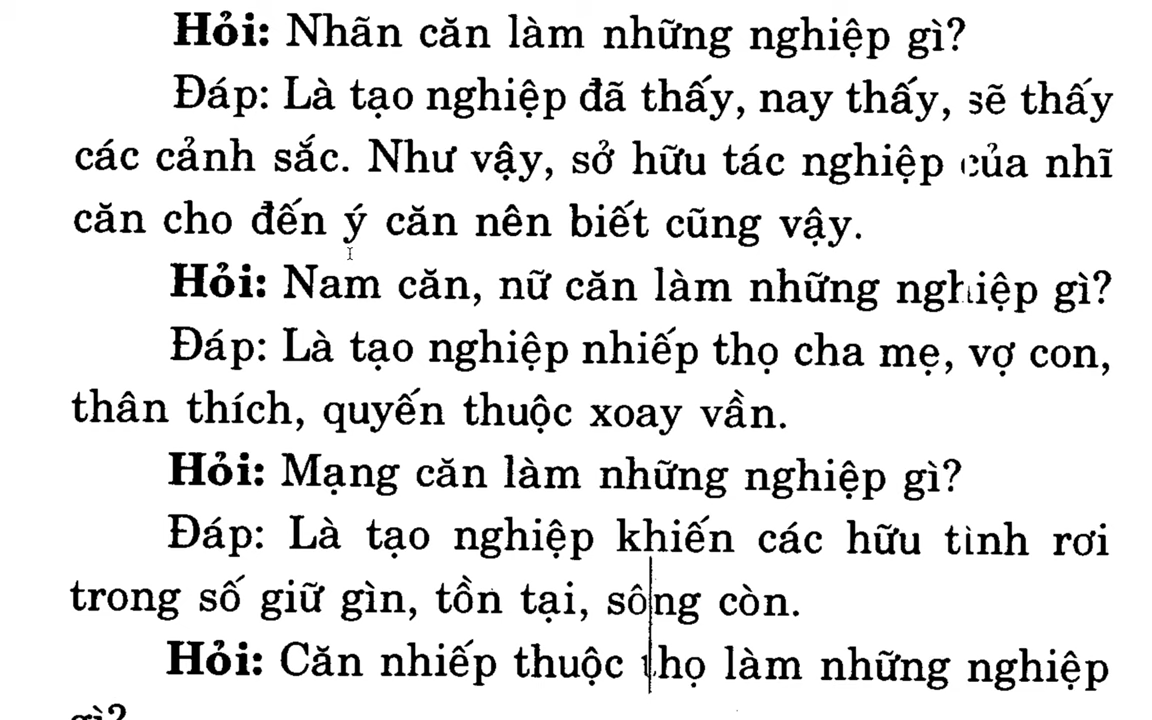 Hỏi: Nhãn căn làm những nghiệp gì?
Đáp: Là tạo nghiệp đã thấy, nay thấy, sẽ thấy
các cảnh sắc. Như vậy, sở hữu tác nghiệp của nhĩ
căn cho đến ý căn nên biết cũng vậy.
Hỏi: Nam căn, nữ căn làm những nghiệp gì?
Đáp: Là tạo nghiệp nhiếp thọ cha mẹ, vợ con,
thân thích, quyến thuộc xoay vần.
Hỏi: Mạng căn làm những nghiệp gì?
Đáp: Là tạo nghiệp khiến các hữu tình rơi
trong số giữ gìn, tồn tại, sông còn.
Hỏi: Căn nhiếp thuộc thọ làm những nghiệp
gì?